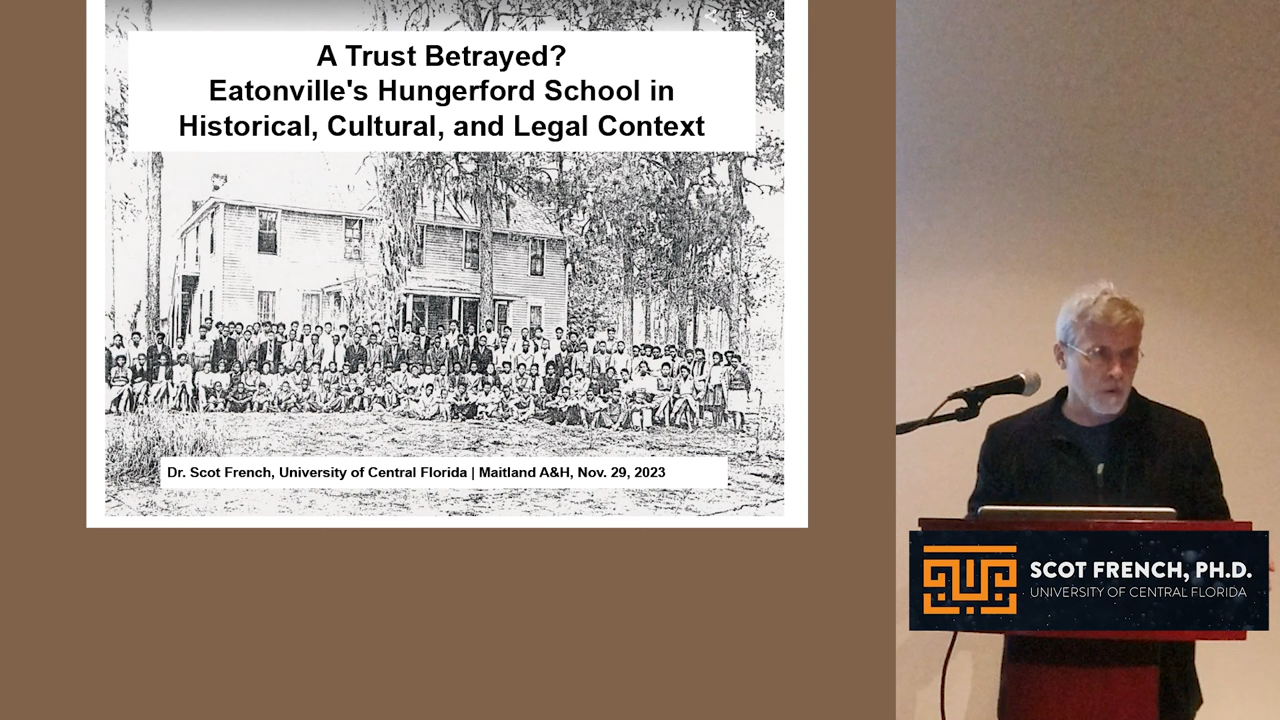 A Trust Betrayed?
Eatonville's Hungerford School in
Historical, Cultural, and Legal Context
Dr. Scot French, University of Central Florida | Maitland A&H, Nov. 29, 2023
SCOT FRENCH, PH.D.
UNIVERSITY OF CENTRAL FLORIDA